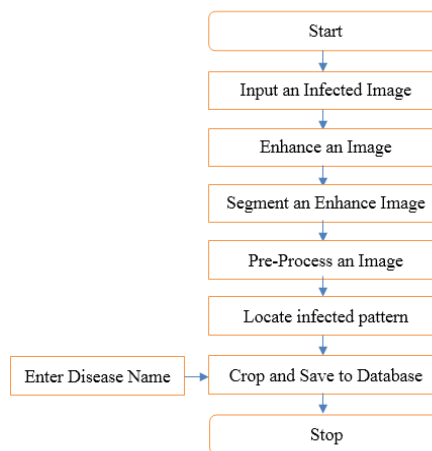 Start
Input an Infected Image
Enhance an Image
Segment an Enhance Image
Pre-Process an Image
Locate infected pattern
Enter Disease Name
Crop and Save to Database
Stop